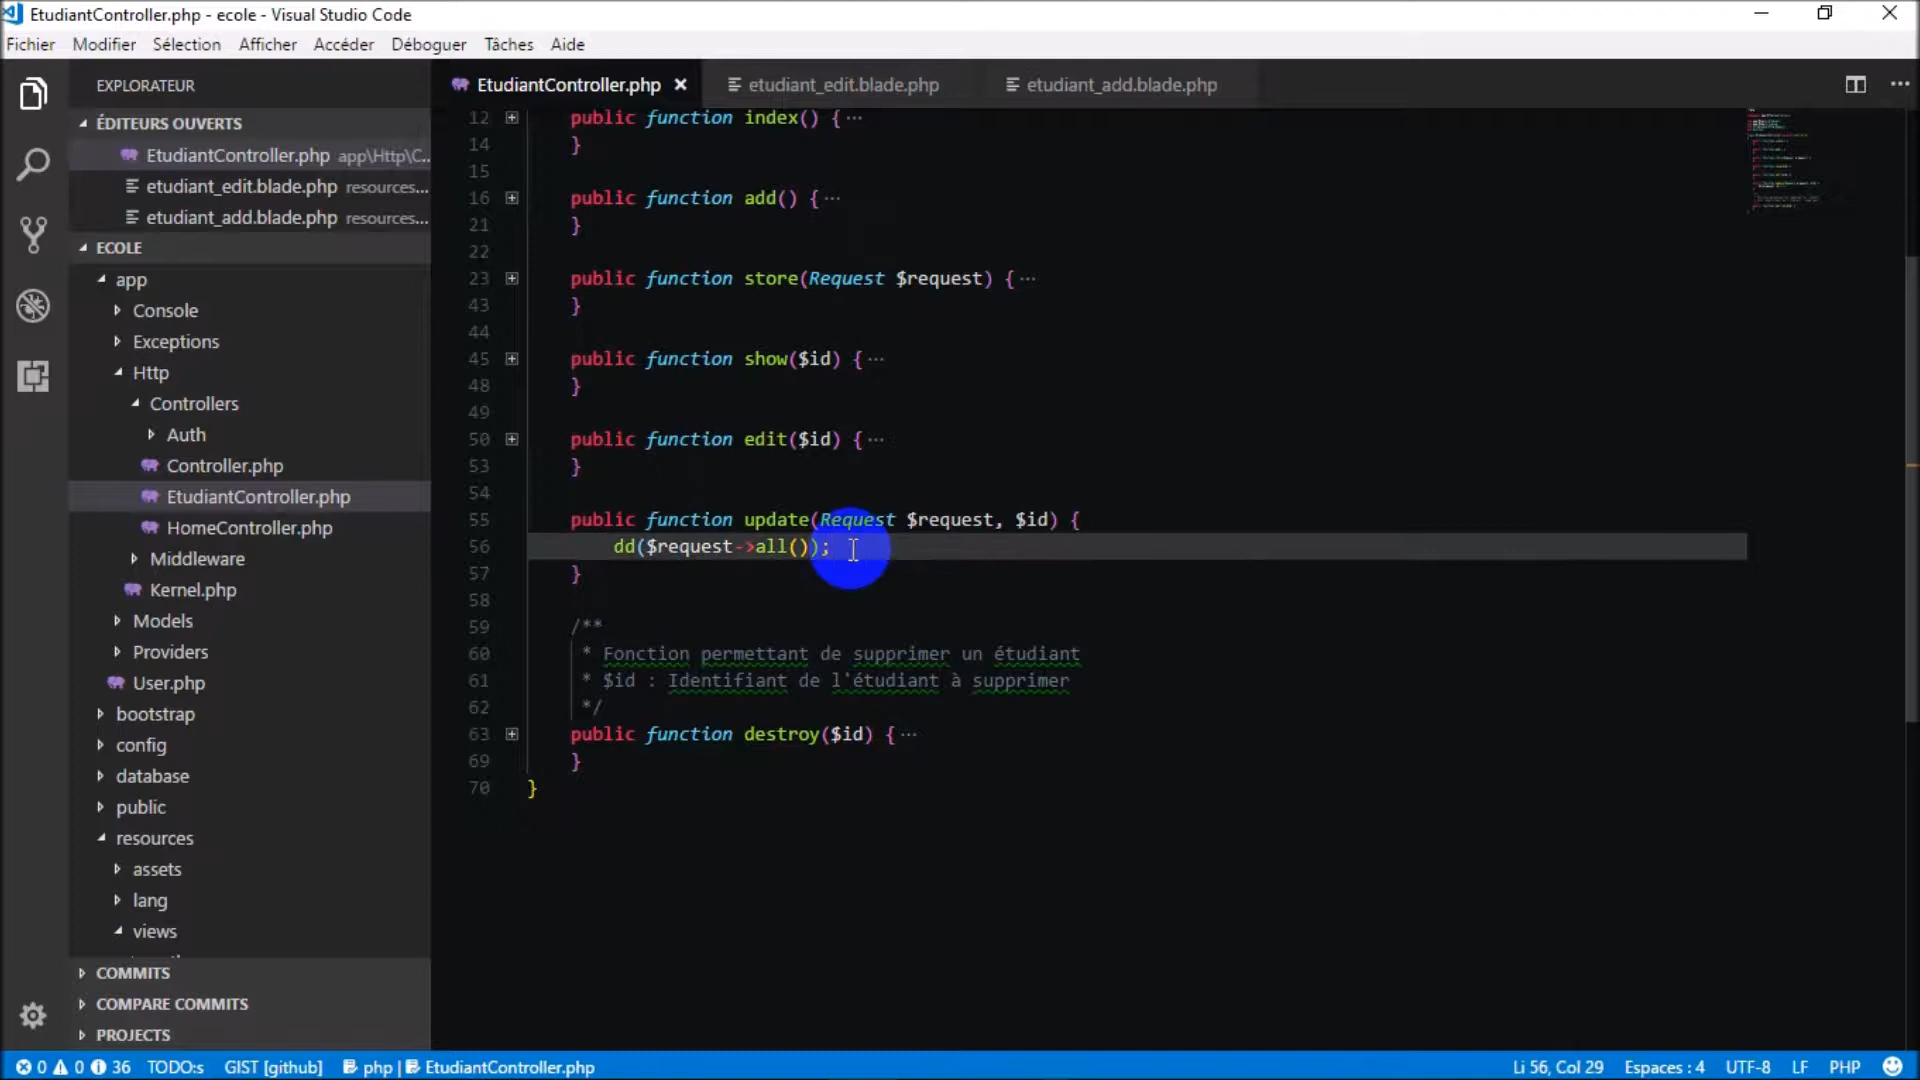 EtudiantController.php - ecole - Visual Studio Code
Fichier Modifier Sélection Afficher Accéder Déboguer Tâches Aide
EXPLORATEUR
ÉDITEURS OUVERTS
EtudiantController.php app\Http\C...
etudiant_edit.blade.php resources...
etudiant_add.blade.php resources...
ECOLE
app
Console
Exceptions
Http
Controllers
Auth
Controller.php
EtudiantController.php
HomeController.php
Middleware
Kernel.php
Models
Providers
User.php
bootstrap
config
database
public
resources
assets
lang
views
COMMITS
COMPARE COMMITS
PROJECTS
EtudiantController.php etudiant_edit.blade.php etudiant_add.blade.php
12 public function index() {...
14 }
15
16 public function add() {...
21 }
22
23 public function store(Request $request) {...
43 }
44
45 public function show($id) {...
48 }
49
50 public function edit($id) {...
53 }
54
55 public function update(Request $request, $id) {
56 dd($request->all());
57 }
58
59 /**
60 * Fonction permettant de supprimer un étudiant
61 * $id : Identifiant de l'étudiant à supprimer
62 */
63 public function destroy($id) {...
69 }
70 }
0 0 36 TODO:s GIST [github] php | EtudiantController.php Li 56, Col 29 Espaces : 4 UTF-8 LF PHP